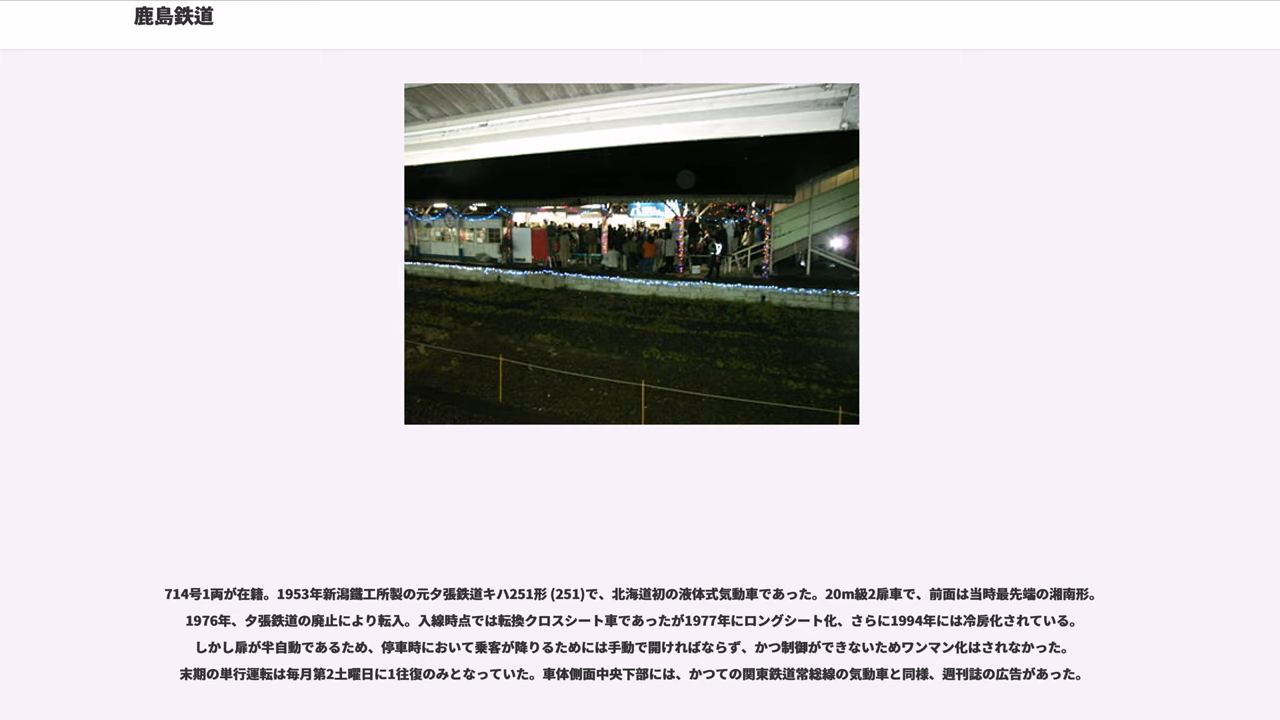 鹿島鉄道
714号1両が在籍。1953年新潟鐵工所製の元夕張鉄道キハ251形 (251)で、北海道初の液体式気動車であった。20m級2扉車で、前面は当時最先端の湘南形。
1976年、夕張鉄道の廃止により転入。入線時点では転換クロスシート車であったが1977年にロングシート化、さらに1994年には冷房化されている。
しかし扉が半自動であるため、停車時において乗客が降りるためには手動で開ければならず、かつ制御ができないためワンマン化はされなかった。
末期の単行運転は毎月第2土曜日に1往復のみとなっていた。車体側面中央下部には、かつての関東鉄道常総線の気動車と同様、週刊誌の広告があった。